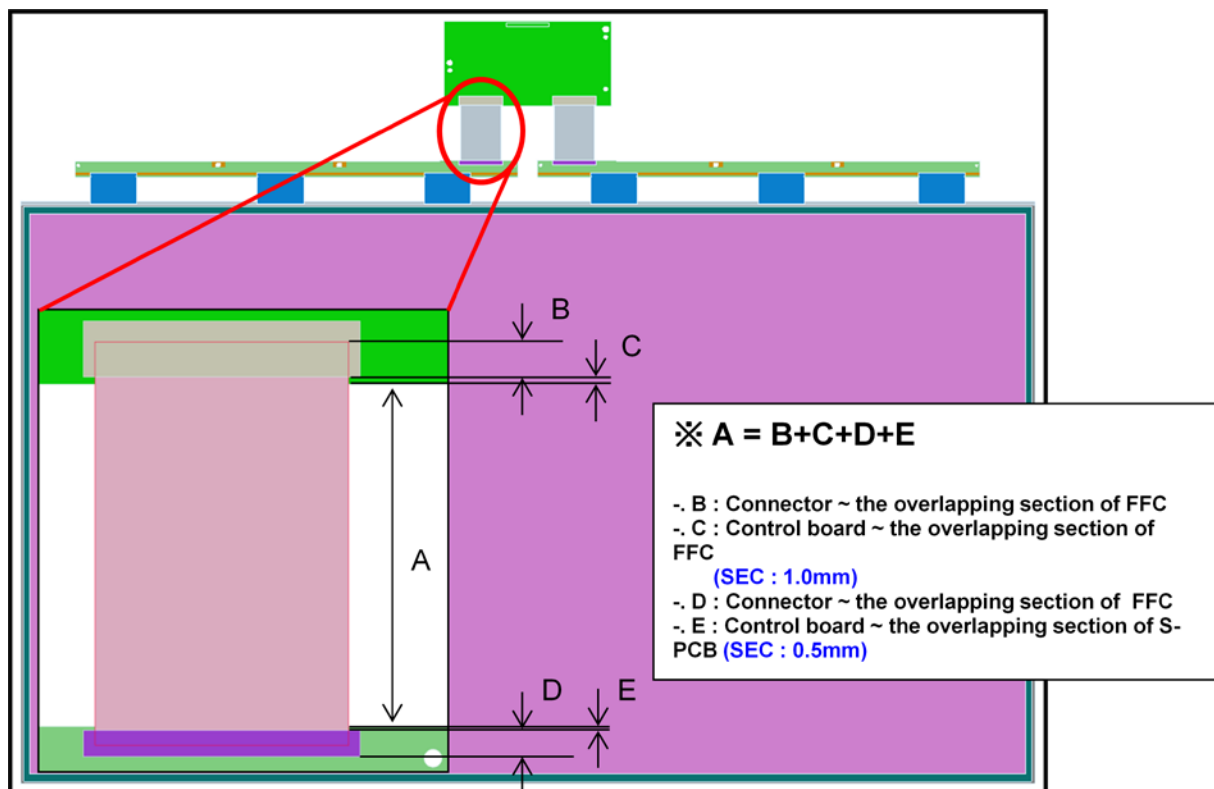 B
C
※ A = B+C+D+E
-. B : Connector ~ the overlapping section of FFC
-. C : Control board ~ the overlapping section of
FFC
(SEC : 1.0mm)
A
-. D : Connector ~ the overlapping section of  FFC
-. E : Control board ~ the overlapping section of S-
PCB (SEC : 0.5mm)
D
E